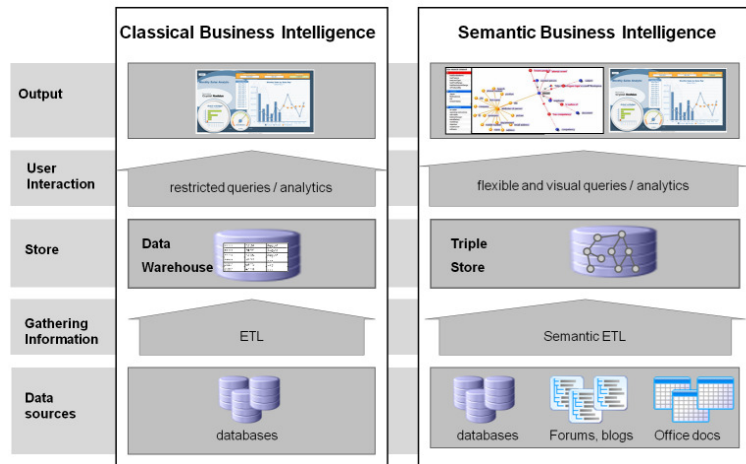 Classical Business Intelligence
Semantic Business Intelligence
Output
User
Interaction
restricted queries / analytics
flexible and visual queries / analytics
Store
Data
Warehouse
Triple
Store
Gathering
Information
ETL
Semantic ETL
Data
sources
databases
databases
Forums, blogs
Office docs